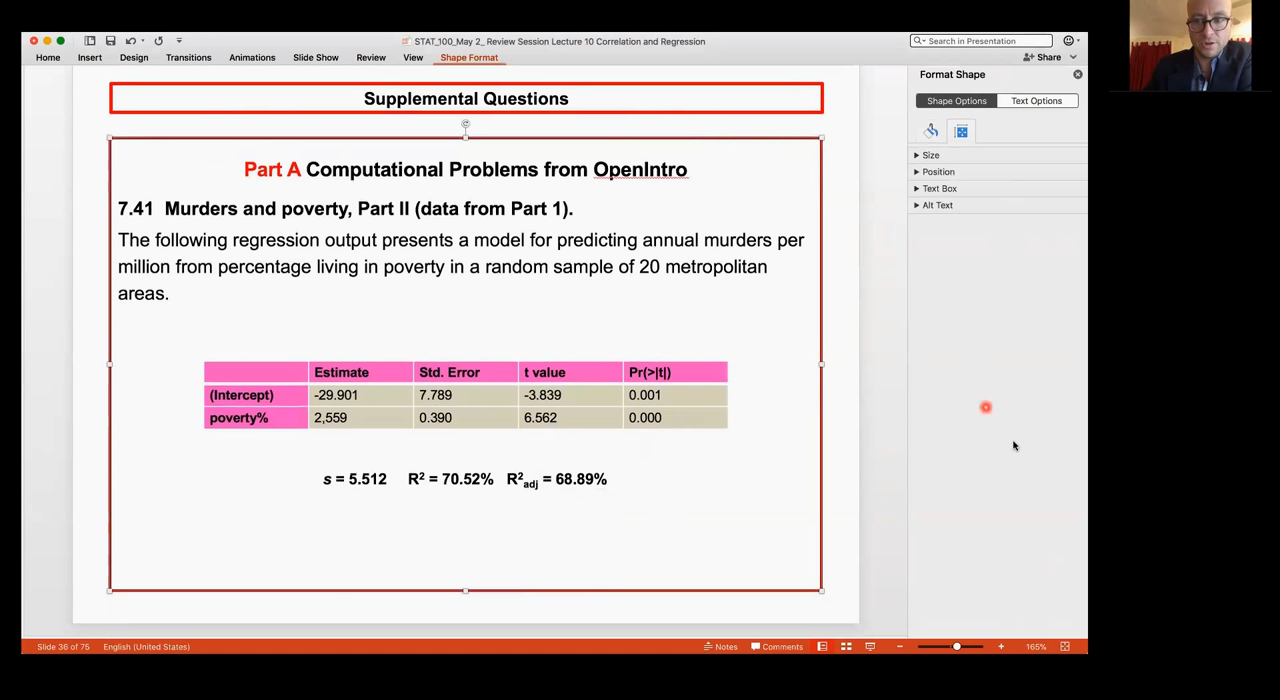 STAT_100_May 2_ Review Session Lecture 10 Correlation and Regression
Search in Presentation
Home Insert Design Transitions Animations Slide Show Review View Shape Format
Share
Format Shape
Shape Options Text Options
Size
Position
Text Box
Alt Text
Supplemental Questions
Part A Computational Problems from OpenIntro
7.41 Murders and poverty, Part II (data from Part 1).
The following regression output presents a model for predicting annual murders per
million from percentage living in poverty in a random sample of 20 metropolitan
areas.
Estimate Std. Error t value Pr(>|t|)
(Intercept) -29.901 7.789 -3.839 0.001
poverty% 2,559 0.390 6.562 0.000
s = 5.512 R² = 70.52% R²adj = 68.89%
Slide 36 of 75 English (United States) Notes Comments 165%